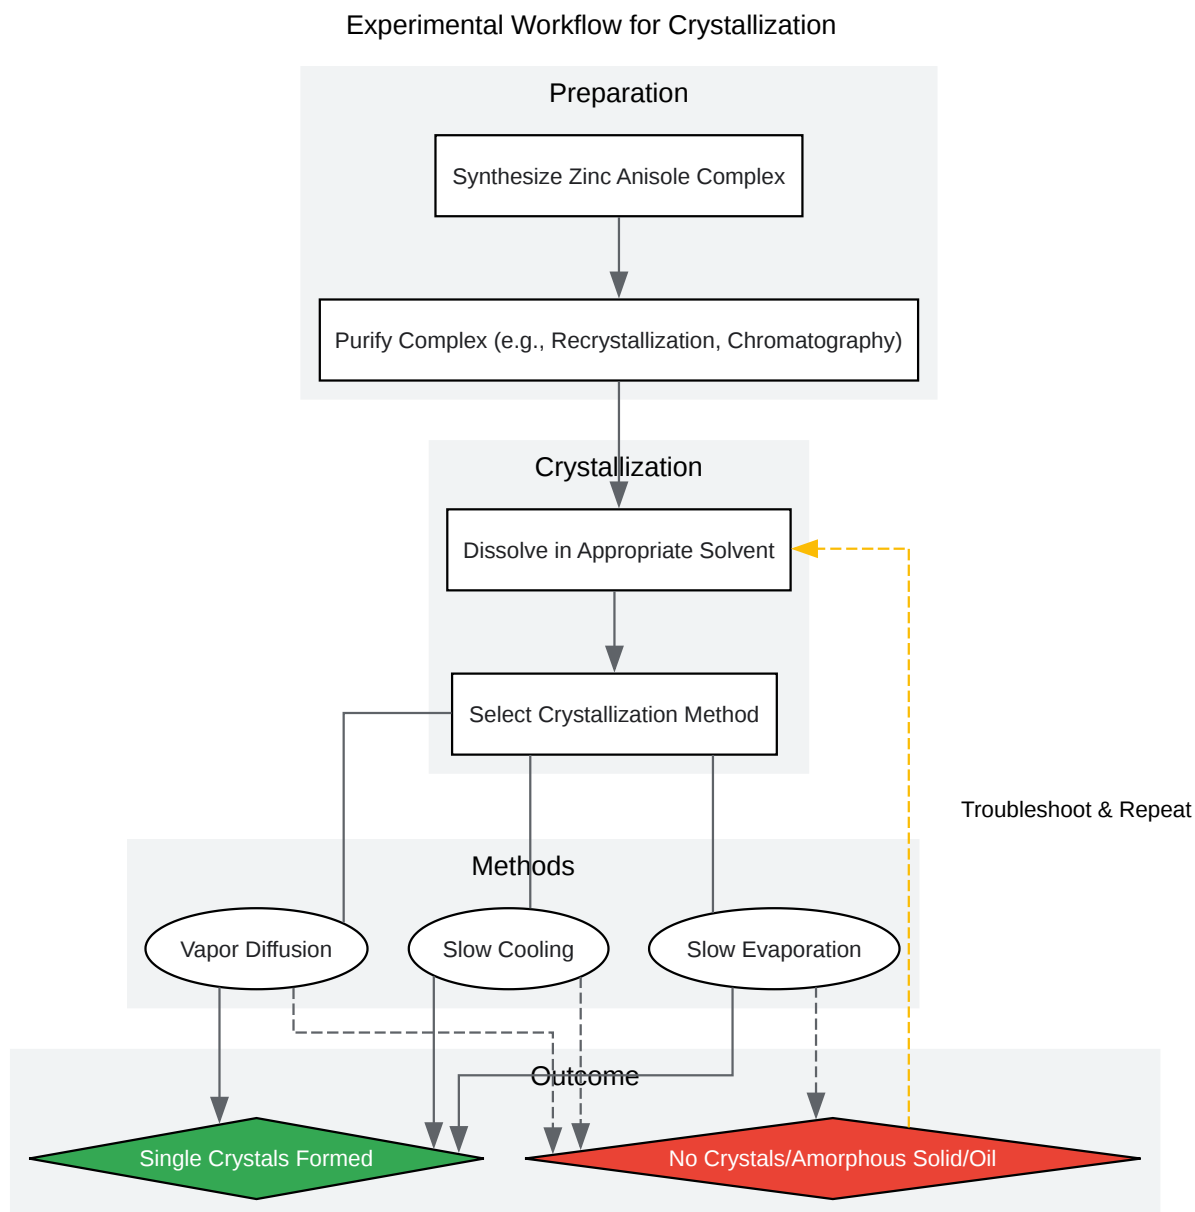 Experimental Workflow for Crystallization
Preparation
Synthesize Zinc Anisole Complex
Purify Complex (e.g., Recrystallization, Chromatography)
Crystallization
Dissolve in Appropriate Solvent
Select Crystallization Method
Troubleshoot & Repeat
Methods
Vapor Diffusion
Slow Cooling
Slow Evaporation
Outcome
Single Crystals Formed
No Crystals/Amorphous Solid/Oil